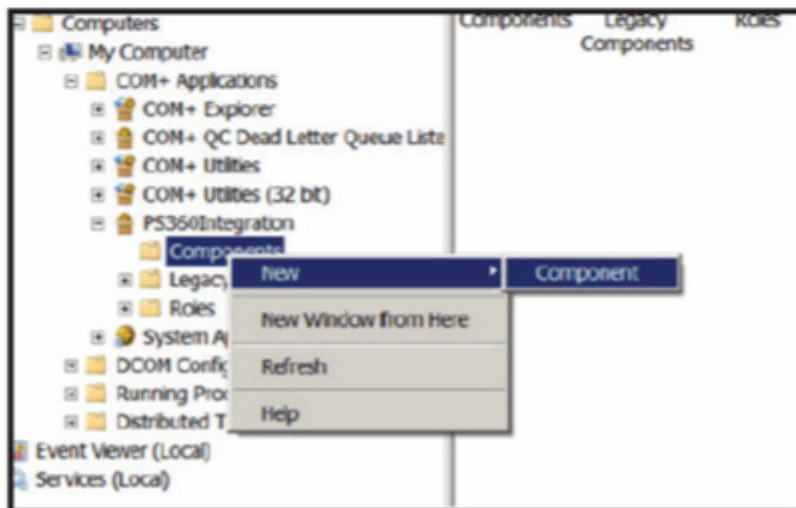 Computers
My Computer
COM+ Applications
COM+ Explorer
COM+ QC Dead Letter Queue Liste
COM+ Utilities
COM+ Utilities (32 bit)
PS360Integration
Components
Legacy
Roles
System A
DCOM Config
Running Proc
Distributed T
Event Viewer (Local)
Services (Local)
New
New Window from Here
Refresh
Help
Component
Components
Legacy
Components
Roles